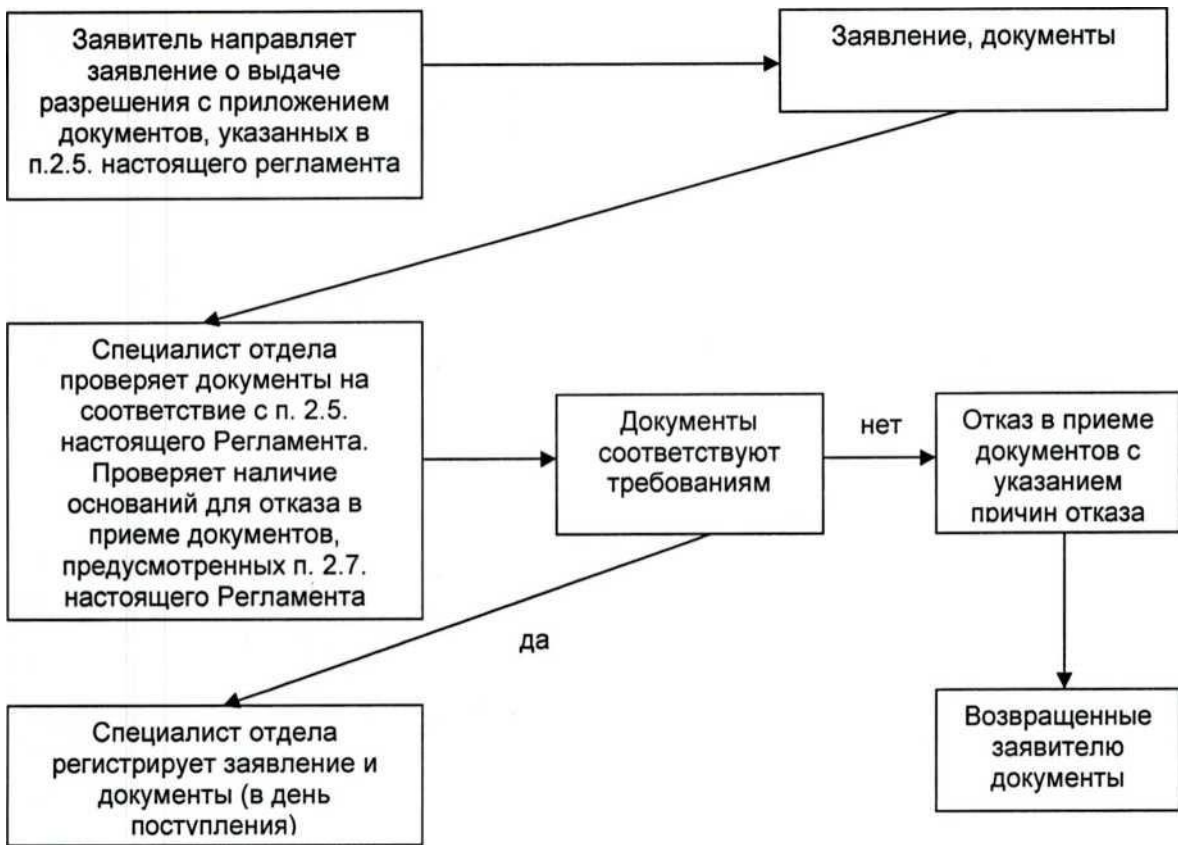 Заявитель направляет
заявление о выдаче
разрешения с приложением
документов, указанных в
п.2.5. настоящего регламента
Заявление, документы
Специалист отдела
проверяет документы на
соответствие с п. 2.5.
настоящего Регламента.
Проверяет наличие
оснований для отказа в
приеме документов,
предусмотренных п. 2.7.
настоящего Регламента
Документы
соответствуют
требованиям
нет
Отказ в приеме
документов с
указанием
причин отказа
да
Специалист отдела
регистрирует заявление и
документы (в день
поступления)
Возвращенные
заявителю
документы